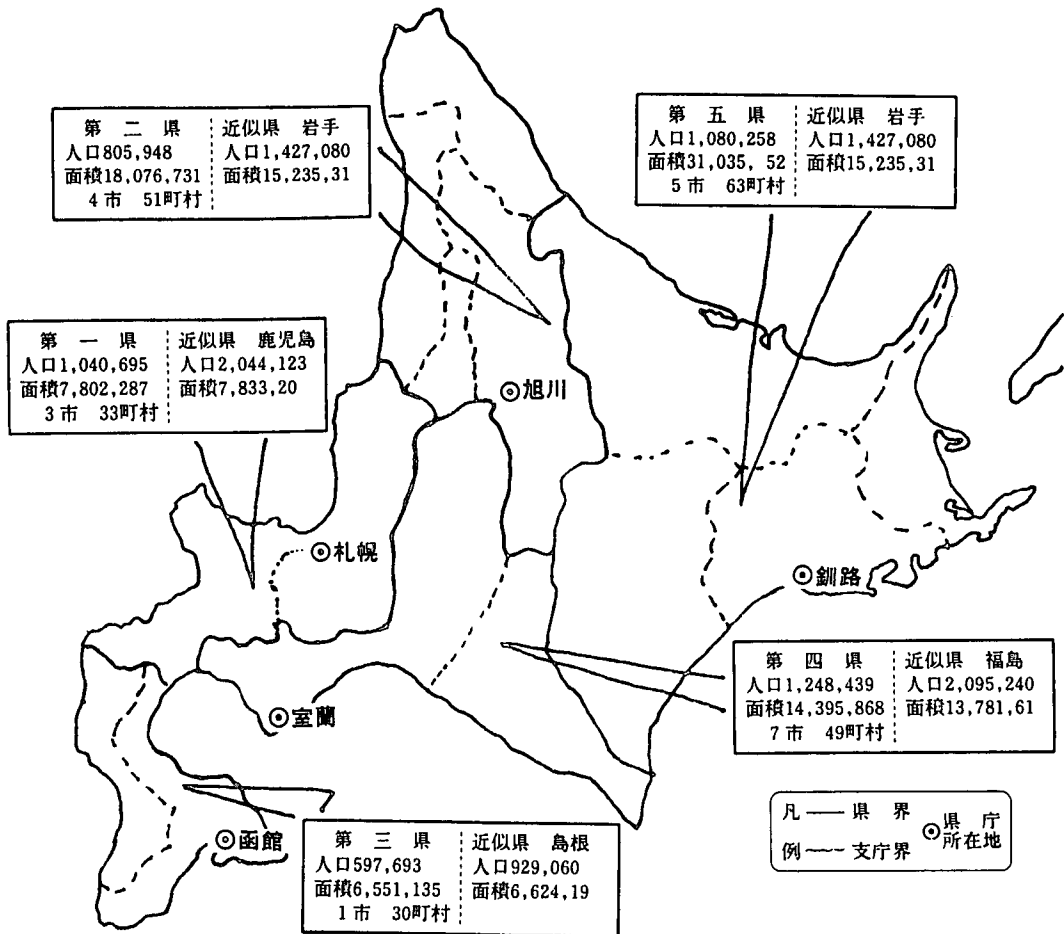 第二県 近似県 岩手
人口805,948 人口1,427,080
面積18,076,731 面積15,235,31
4市 51町村
第五県 近似県 岩手
人口1,080,258 人口1,427,080
面積31,035, 52 面積15,235,31
5市 63町村
第一県 近似県 鹿児島
人口1,040,695 人口2,044,123
面積7,802,287 面積7,833,20
3市 33町村
旭川
札幌
釧路
室蘭
函館
第四県 近似県 福島
人口1,248,439 人口2,095,240
面積14,395,868 面積13,781,61
7市 49町村
第三県 近似県 島根
人口597,693 人口929,060
面積6,551,135 面積6,624,19
1市 30町村
凡例
県界
支庁界
県庁所在地